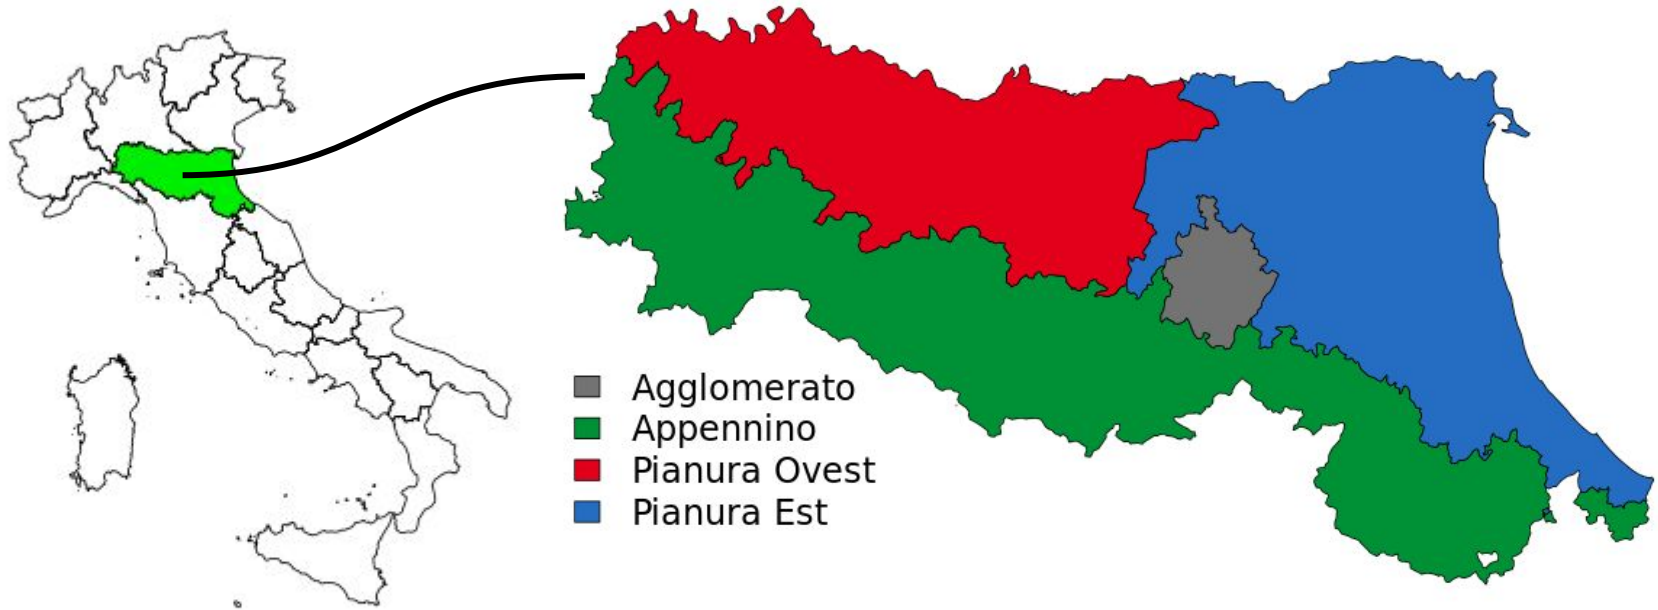 Agglomerato
Appennino
Pianura Ovest
Pianura Est